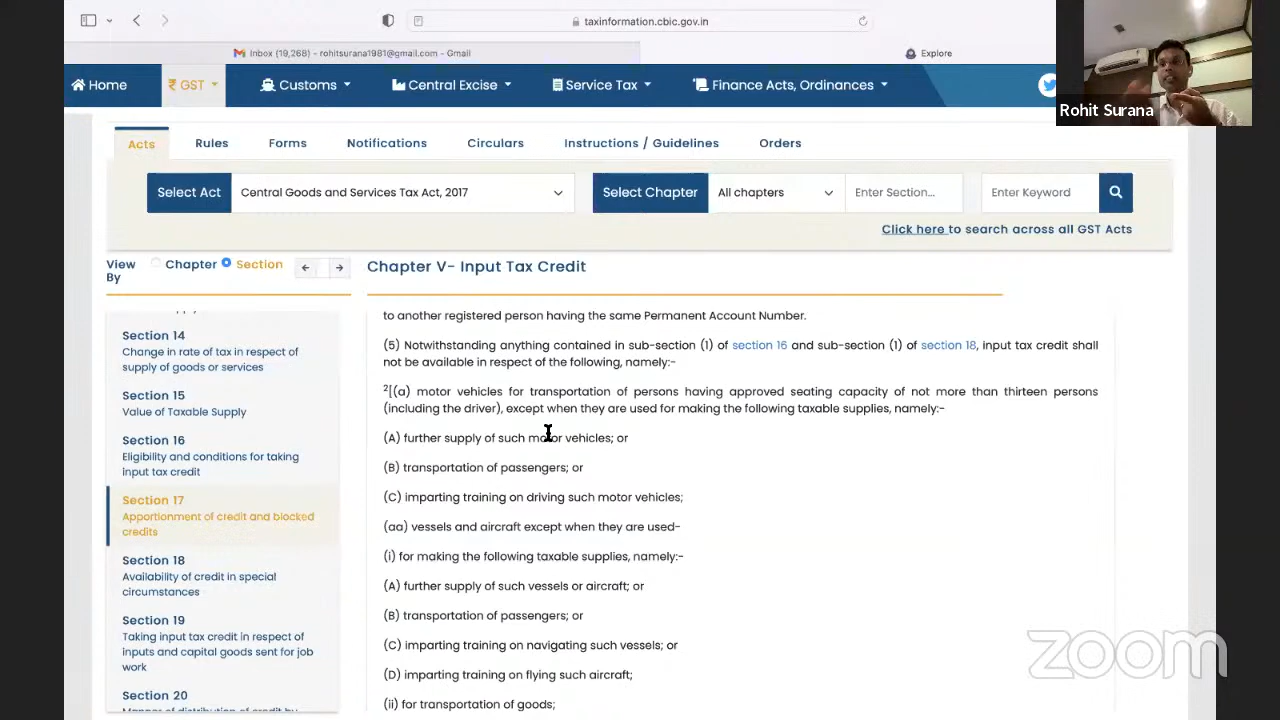 taxinformation.cbic.gov.in
Inbox (19,268) - rohitsurana1981@gmail.com - Gmail
Explore
Home
₹ GST
Customs
Central Excise
Service Tax
Finance Acts, Ordinances
Rohit Surana
Acts
Rules
Forms
Notifications
Circulars
Instructions / Guidelines
Orders
Select Act
Central Goods and Services Tax Act, 2017
Select Chapter
All chapters
Enter Section...
Enter Keyword
Click here to search across all GST Acts
View By
Chapter
Section
Chapter V- Input Tax Credit
Section 14
Change in rate of tax in respect of
supply of goods or services
Section 15
Value of Taxable Supply
Section 16
Eligibility and conditions for taking
input tax credit
Section 17
Apportionment of credit and blocked
credits
Section 18
Availability of credit in special
circumstances
Section 19
Taking input tax credit in respect of
inputs and capital goods sent for job
work
Section 20
Manner of distribution of credit by
to another registered person having the same Permanent Account Number.
(5) Notwithstanding anything contained in sub-section (1) of section 16 and sub-section (1) of section 18, input tax credit shall
not be available in respect of the following, namely:-
2[(a) motor vehicles for transportation of persons having approved seating capacity of not more than thirteen persons
(including the driver), except when they are used for making the following taxable supplies, namely:-
(A) further supply of such motor vehicles; or
(B) transportation of passengers; or
(C) imparting training on driving such motor vehicles;
(aa) vessels and aircraft except when they are used-
(i) for making the following taxable supplies, namely:-
(A) further supply of such vessels or aircraft; or
(B) transportation of passengers; or
(C) imparting training on navigating such vessels; or
(D) imparting training on flying such aircraft;
(ii) for transportation of goods;
zoom